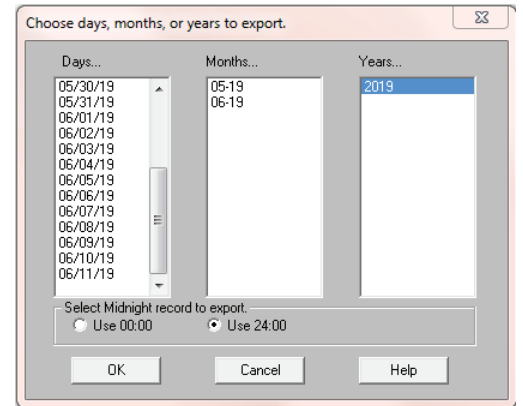 Choose days, months, or years to export.
Days...
05/30/19
05/31/19
06/01/19
06/02/19
06/03/19
06/04/19
06/05/19
06/06/19
06/07/19
06/08/19
06/09/19
06/10/19
06/11/19
Months...
05-19
06-19
Years...
2019
Select Midnight record to export.
Use 00:00
Use 24:00
OK
Cancel
Help